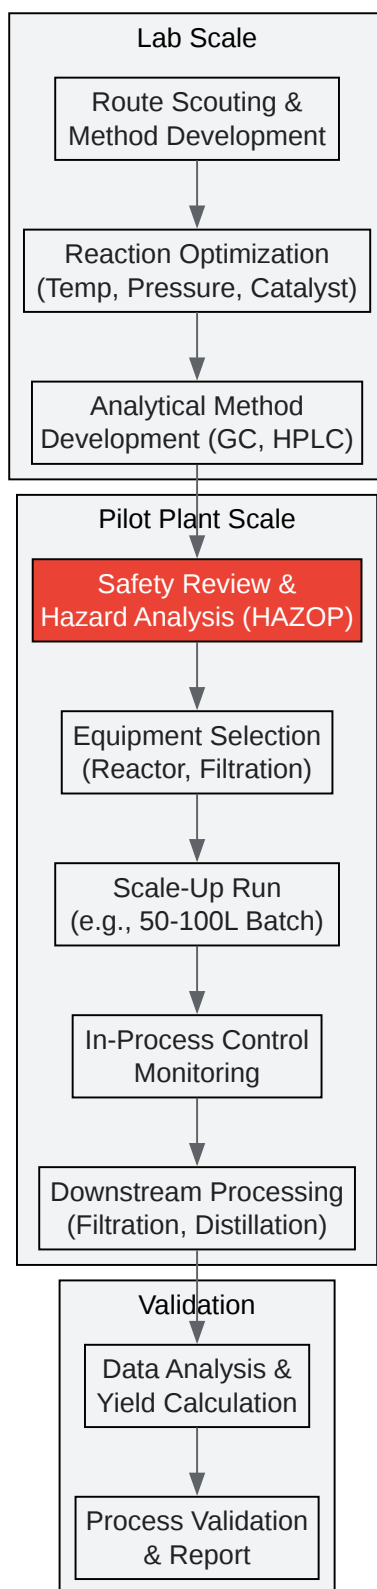 Lab Scale
Route Scouting &
Method Development
Reaction Optimization
(Temp, Pressure, Catalyst)
Analytical Method
Development (GC, HPLC)
Pilot Plant Scale
Safety Review &
Hazard Analysis (HAZOP)
Equipment Selection
(Reactor, Filtration)
Scale-Up Run
(e.g., 50-100L Batch)
In-Process Control
Monitoring
Downstream Processing
(Filtration, Distillation)
Validation
Data Analysis &
Yield Calculation
Process Validation
& Report